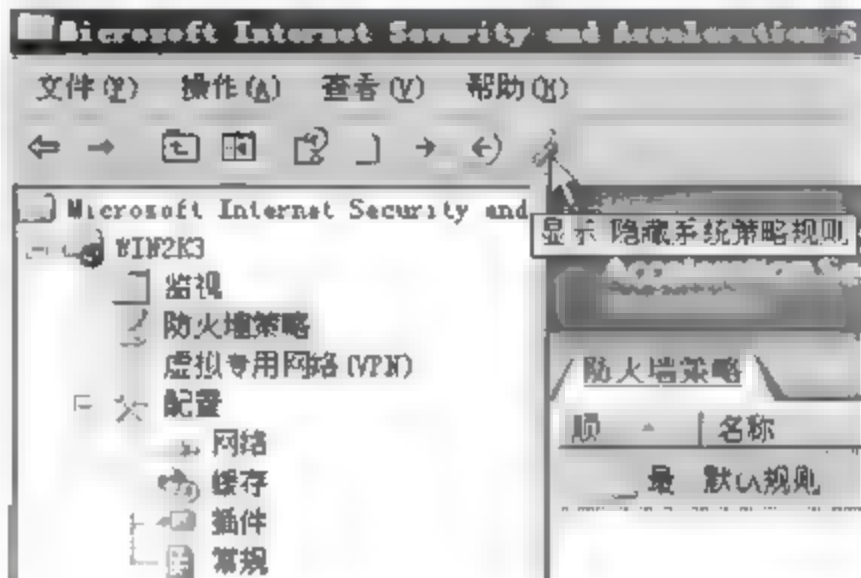 Microsoft Internet Security and Acceleration S
文件(F) 操作(A) 查看(V) 帮助(H)
Microsoft Internet Security and
显示 隐藏系统策略规则
WIN2K3
监视
防火墙策略
虚拟专用网络(VPN)
配置
网络
缓存
插件
常规
防火墙策略
顺 名称
最 默认规则